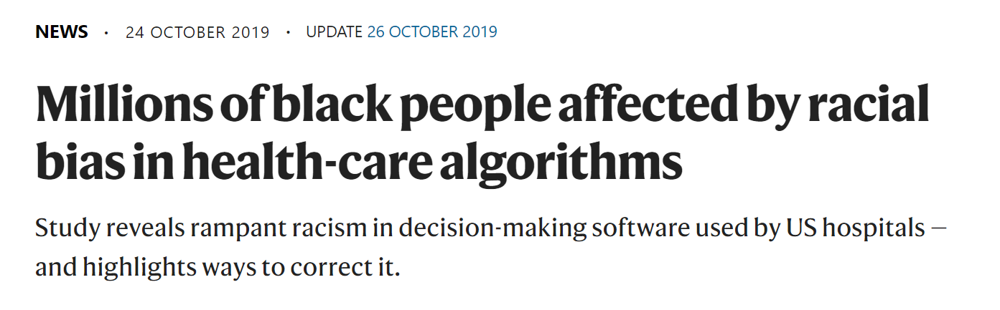 NEWS · 24 OCTOBER 2019 · UPDATE 26 OCTOBER 2019
Millions of black people affected by racial
bias in health-care algorithms
Study reveals rampant racism in decision-making software used by US hospitals —
and highlights ways to correct it.